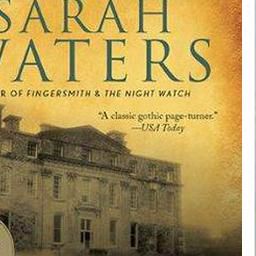 SARAH
WATERS
R OF FINGERSMITH & THE NIGHT WATCH
"A classic gothic page-turner."
—USA Today